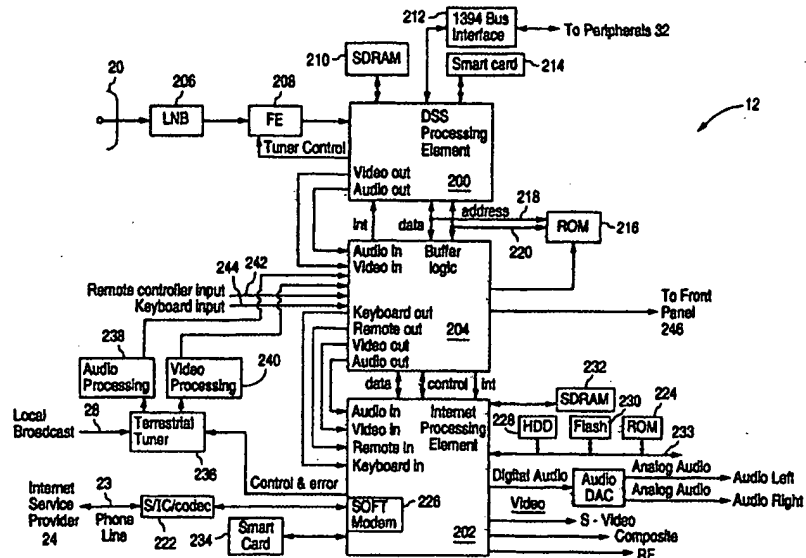 212
1394 Bus
Interface
To Peripherals 32
210
SDRAM
Smart card
214
20
206
208
12
LNB
FE
DSS
Processing
Element
Tuner Control
Video out
Audio out
200
218
address
Int
data
ROM
216
220
Audio in
Video in
Buffer
logic
244
242
Remote controller Input
Keyboard Input
Keyboard out
Remote out
Video out
Audio out
204
To Front
Panel
246
238
Audio
Processing
Video
Processing
240
data
control
Int
232
SDRAM
Local
Broadcast
28
Terrestrial
Tuner
236
Audio in
Video in
Remote in
Keyboard in
Internet
Processing
Element
228
HDD
230
Flash
224
ROM
233
Control & error
Digital Audio
Audio
DAC
Analog Audio
Analog Audio
Audio Left
Audio Right
Internet
Service
Provider
24
23
Phone
Line
S/IC/codec
222
226
SOFT
Modem
Video
202
S - Video
Composite
RF
234
Smart
Card